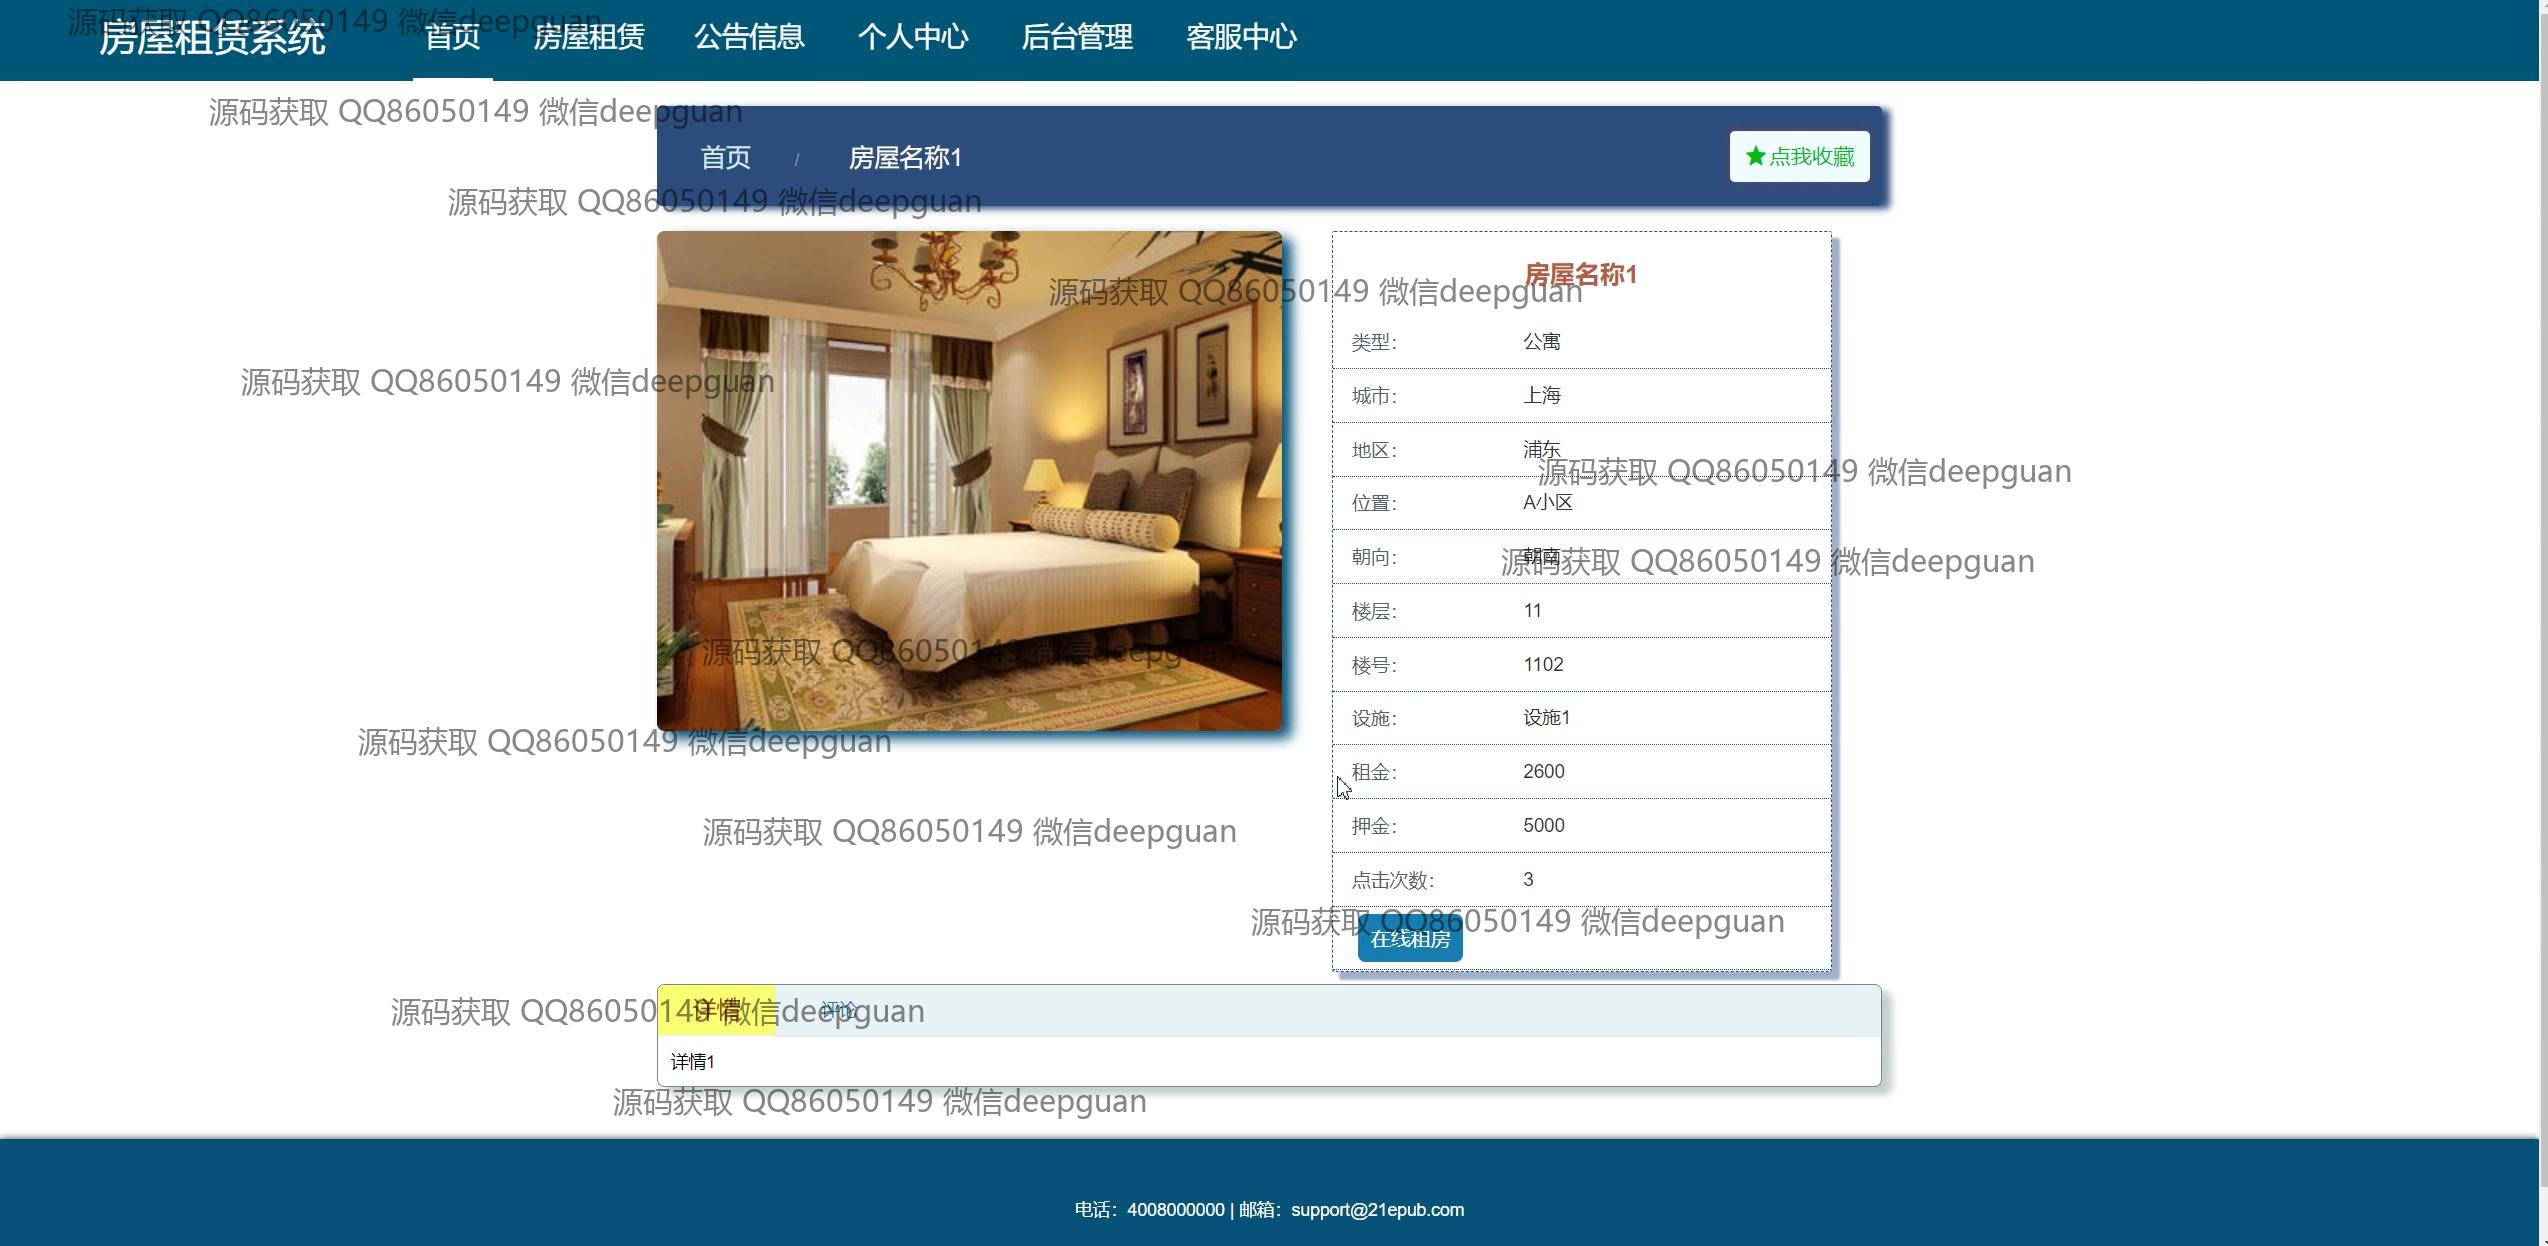 房屋租赁系统 首页 房屋租赁 公告信息 个人中心 后台管理 客服中心
源码获取 QQ86050149 微信deepguan
源码获取 QQ86050149 微信deepguan
首页 / 房屋名称1 点我收藏
源码获取 QQ86050149 微信deepguan
房屋名称1
源码获取 QQ86050149 微信deepguan
类型： 公寓
源码获取 QQ86050149 微信deepguan
城市： 上海
地区： 浦东
源码获取 QQ86050149 微信deepguan
位置： A小区
朝向： 朝南
源码获取 QQ86050149 微信deepguan
楼层： 11
源码获取 QQ86050149 微信deepguan
楼号： 1102
设施： 设施1
源码获取 QQ86050149 微信deepguan
租金： 2600
押金： 5000
源码获取 QQ86050149 微信deepguan
点击次数： 3
源码获取 QQ86050149 微信deepguan
在线租房
详情 评论
源码获取 QQ86050149 微信deepguan
详情1
源码获取 QQ86050149 微信deepguan
电话：4008000000 | 邮箱：support@21epub.com